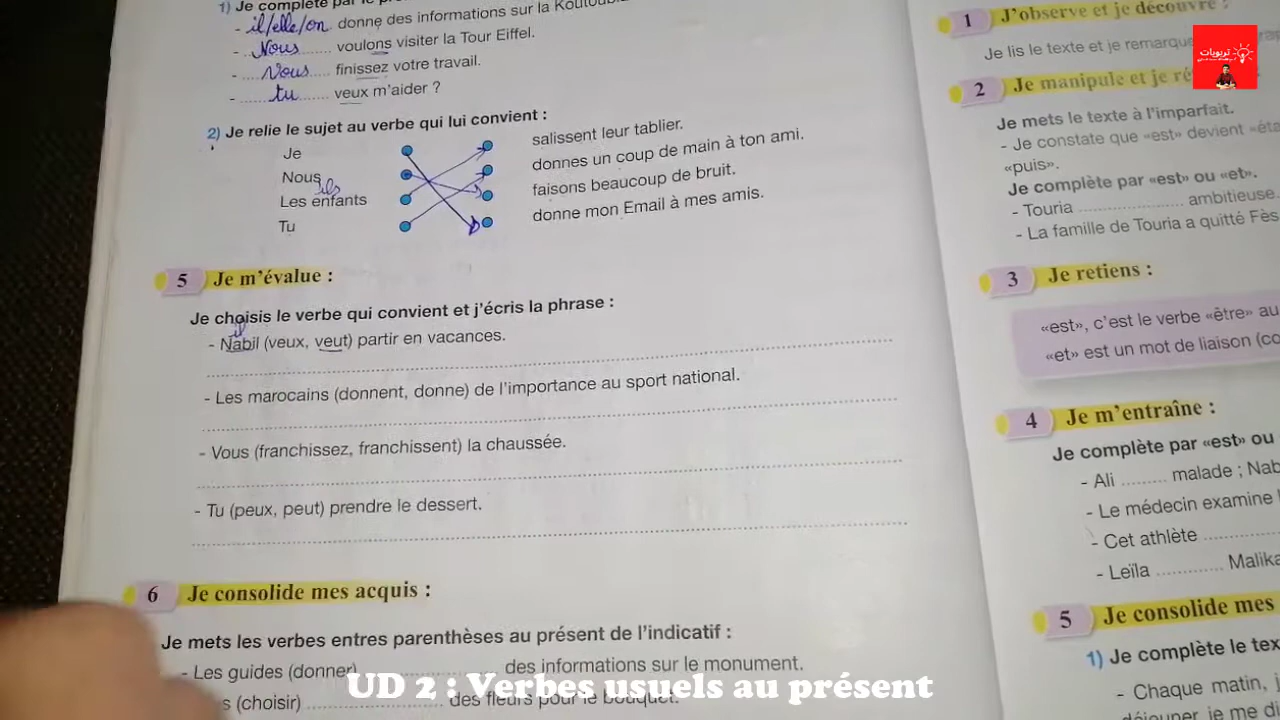 1) Je complète par le
- il/elle/on donne des informations sur la Koutoubia
- Nous voulons visiter la Tour Eiffel.
- Vous finissez votre travail.
- tu veux m'aider ?
2) Je relie le sujet au verbe qui lui convient :
Je
Nous
ils
Les enfants
Tu
salissent leur tablier.
donnes un coup de main à ton ami.
faisons beaucoup de bruit.
donne mon Email à mes amis.
5 Je m'évalue :
Je choisis le verbe qui convient et j'écris la phrase :
il
- Nabil (veux, veut) partir en vacances.
- Les marocains (donnent, donne) de l'importance au sport national.
- Vous (franchissez, franchissent) la chaussée.
- Tu (peux, peut) prendre le dessert.
6 Je consolide mes acquis :
Je mets les verbes entres parenthèses au présent de l'indicatif :
- Les guides (donner) ........ des informations sur le monument.
s (choisir) ........ des fleurs pour le bouquet.
1 J'observe et je découvre :
Je lis le texte et je remarque
2 Je manipule et je ré
Je mets le texte à l'imparfait.
- Je constate que «est» devient «éta
«puis».
Je complète par «est» ou «et».
- Touria ........ ambitieuse
- La famille de Touria a quitté Fès
3 Je retiens :
«est», c'est le verbe «être» au
«et» est un mot de liaison (co
4 Je m'entraîne :
Je complète par «est» ou
- Ali ........ malade ; Nab
- Le médecin examine
- Cet athlète ........
- Leïla ........ Malika
5 Je consolide mes
1) Je complète le tex
- Chaque matin, j
déjeuner, je me di
تربويات
UD 2 : Verbes usuels au présent